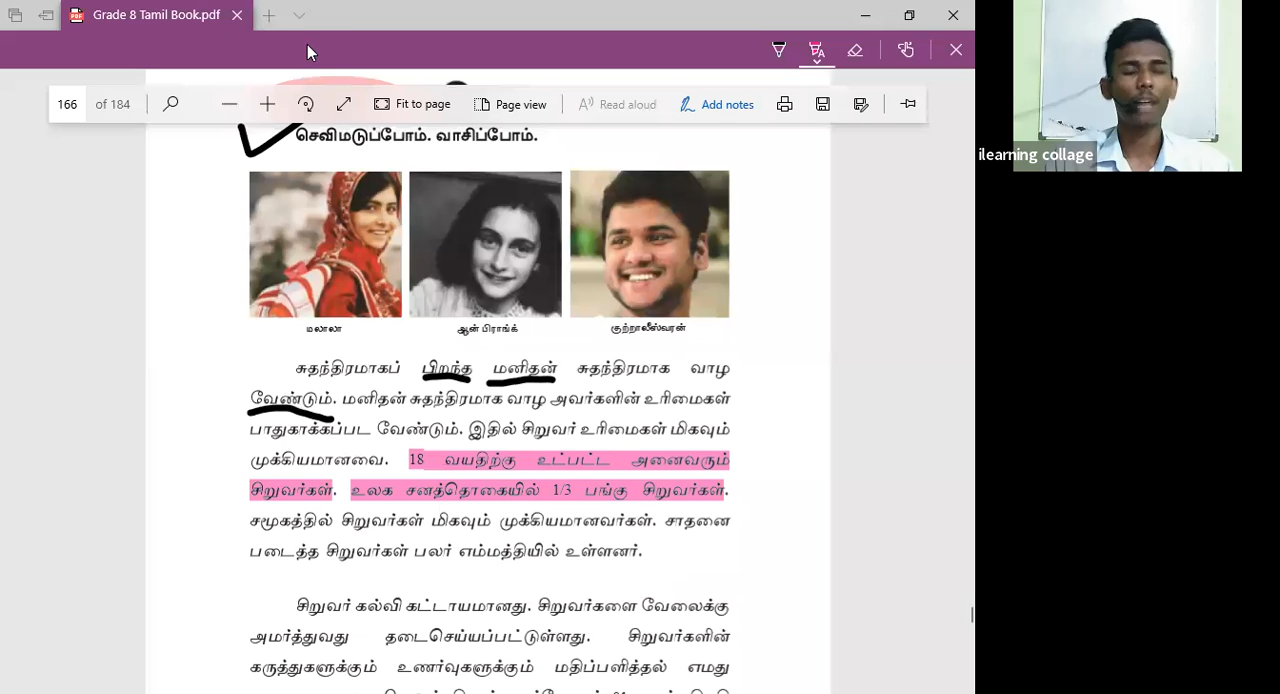 Grade 8 Tamil Book.pdf
166 of 184
Fit to page
Page view
Read aloud
Add notes
ilearning collage
செவிமடுப்போம். வாசிப்போம்.
மலாலா
ஆன் பிராங்க்
குற்றாலீஸ்வரன்
சுதந்திரமாகப் பிறந்த மனிதன் சுதந்திரமாக வாழ
வேண்டும். மனிதன் சுதந்திரமாக வாழ அவர்களின் உரிமைகள்
பாதுகாக்கப்பட வேண்டும். இதில் சிறுவர் உரிமைகள் மிகவும்
முக்கியமானவை. 18 வயதிற்கு உட்பட்ட அனைவரும்
சிறுவர்கள். உலக சனத்தொகையில் 1/3 பங்கு சிறுவர்கள்.
சமூகத்தில் சிறுவர்கள் மிகவும் முக்கியமானவர்கள். சாதனை
படைத்த சிறுவர்கள் பலர் எம்மத்தியில் உள்ளனர்.
சிறுவர் கல்வி கட்டாயமானது. சிறுவர்களை வேலைக்கு
அமர்த்துவது தடைசெய்யப்பட்டுள்ளது. சிறுவர்களின்
கருத்துகளுக்கும் உணர்வுகளுக்கும் மதிப்பளித்தல் எமது